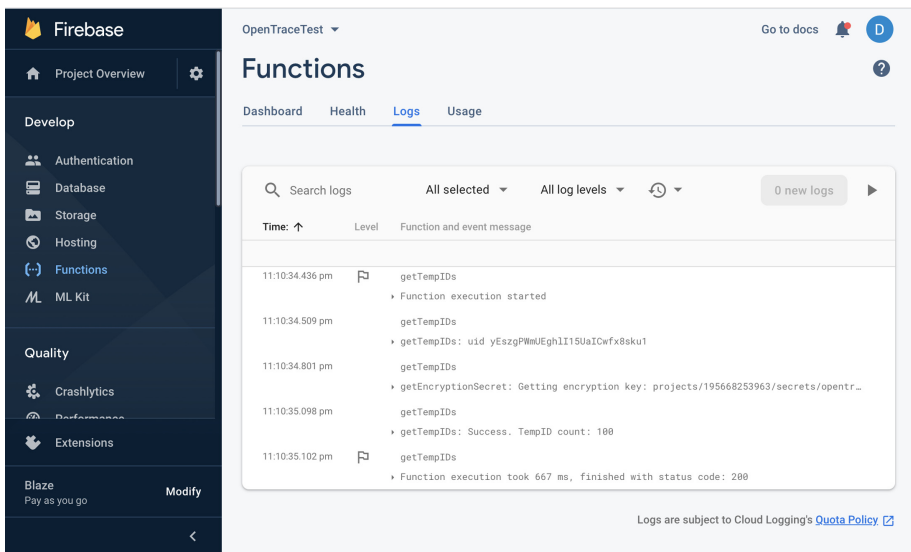 Firebase
Project Overview
Develop
Authentication
Database
Storage
Hosting
Functions
ML Kit
Quality
Crashlytics
Performance
Extensions
Blaze
Pay as you go
Modify
OpenTraceTest
Go to docs
D
Functions
Dashboard Health Logs Usage
Search logs All selected All log levels 0 new logs
Time: ↑ Level Function and event message
11:10:34.436 pm getTempIDs
Function execution started
11:10:34.509 pm getTempIDs
getTempIDs: uid yEszgPWmUEghlI15UaICwfx8sku1
11:10:34.801 pm getTempIDs
getEncryptionSecret: Getting encryption key: projects/195668253963/secrets/opentr…
11:10:35.098 pm getTempIDs
getTempIDs: Success. TempID count: 100
11:10:35.102 pm getTempIDs
Function execution took 667 ms, finished with status code: 200
Logs are subject to Cloud Logging's Quota Policy